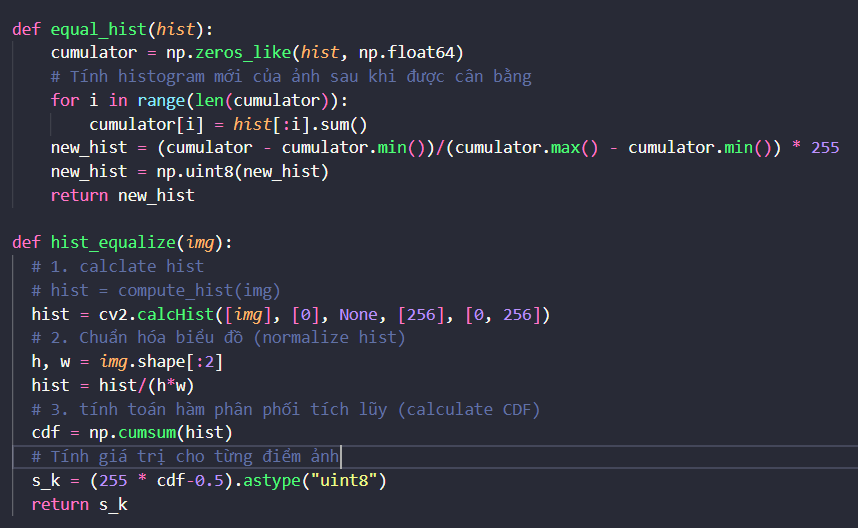 def equal_hist(hist):
    cumulator = np.zeros_like(hist, np.float64)
    # Tính histogram mới của ảnh sau khi được cân bằng
    for i in range(len(cumulator)):
        cumulator[i] = hist[:i].sum()
    new_hist = (cumulator - cumulator.min())/(cumulator.max() - cumulator.min()) * 255
    new_hist = np.uint8(new_hist)
    return new_hist

def hist_equalize(img):
  # 1. calclate hist
  # hist = compute_hist(img)
  hist = cv2.calcHist([img], [0], None, [256], [0, 256])
  # 2. Chuẩn hóa biểu đồ (normalize hist)
  h, w = img.shape[:2]
  hist = hist/(h*w)
  # 3. tính toán hàm phân phối tích lũy (calculate CDF)
  cdf = np.cumsum(hist)
  # Tính giá trị cho từng điểm ảnh
  s_k = (255 * cdf-0.5).astype("uint8")
  return s_k